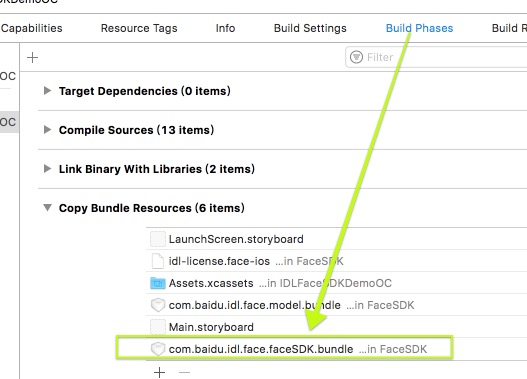 DemoOC
Capabilities Resource Tags Info Build Settings Build Phases Build R
Filter
OC
Target Dependencies (0 items)
OC
Compile Sources (13 items)
Link Binary With Libraries (2 items)
Copy Bundle Resources (6 items)
LaunchScreen.storyboard
idl-license.face-ios ...in FaceSDK
Assets.xcassets ...in IDLFaceSDKDemoOC
com.baidu.idl.face.model.bundle ...in FaceSDK
Main.storyboard
com.baidu.idl.face.faceSDK.bundle ...in FaceSDK